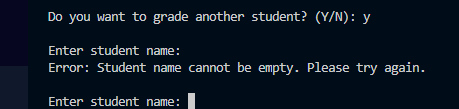 Do you want to grade another student? (Y/N): y
Enter student name:
Error: Student name cannot be empty. Please try again.
Enter student name: